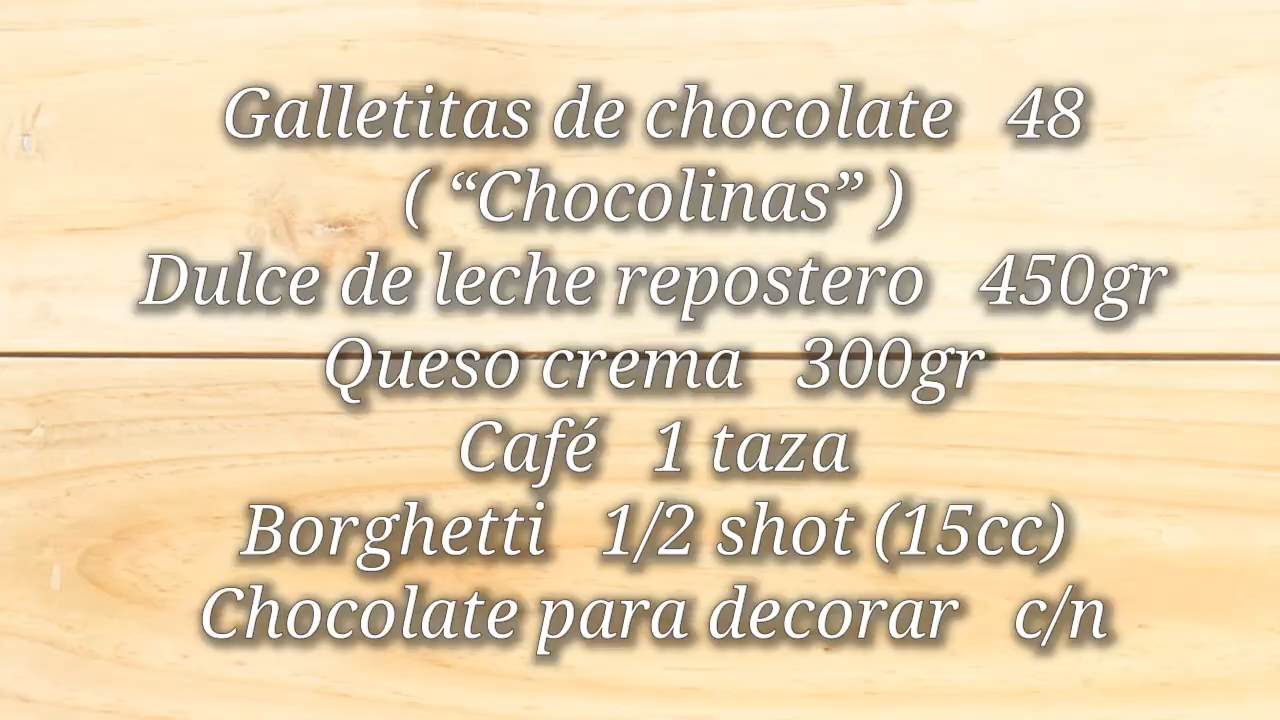 Galletitas de chocolate 48
( “Chocolinas” )
Dulce de leche repostero 450gr
Queso crema 300gr
Café 1 taza
Borghetti 1/2 shot (15cc)
Chocolate para decorar c/n